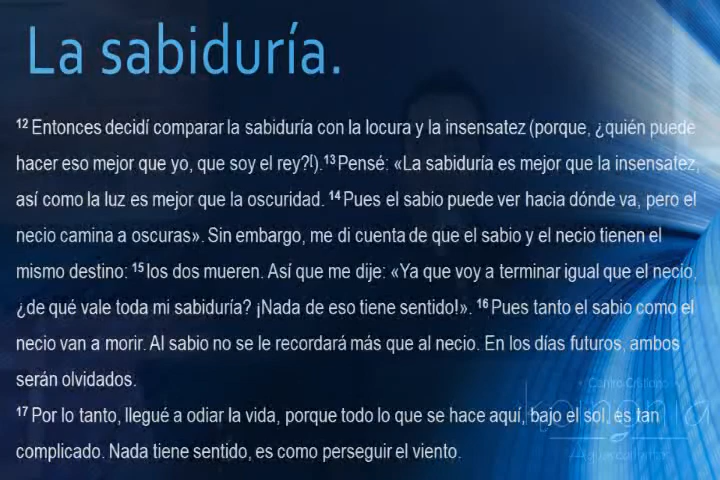 La sabiduría.
12 Entonces decidí comparar la sabiduría con la locura y la insensatez (porque, ¿quién puede
hacer eso mejor que yo, que soy el rey?[).13 Pensé: «La sabiduría es mejor que la insensatez,
así como la luz es mejor que la oscuridad. 14 Pues el sabio puede ver hacia dónde va, pero el
necio camina a oscuras». Sin embargo, me di cuenta de que el sabio y el necio tienen el
mismo destino: 15 los dos mueren. Así que me dije: «Ya que voy a terminar igual que el necio,
¿de qué vale toda mi sabiduría? ¡Nada de eso tiene sentido!». 16 Pues tanto el sabio como el
necio van a morir. Al sabio no se le recordará más que al necio. En los días futuros, ambos
serán olvidados.
17 Por lo tanto, llegué a odiar la vida, porque todo lo que se hace aquí, bajo el sol, es tan
complicado. Nada tiene sentido, es como perseguir el viento.
Centro Cristiano
koinonia